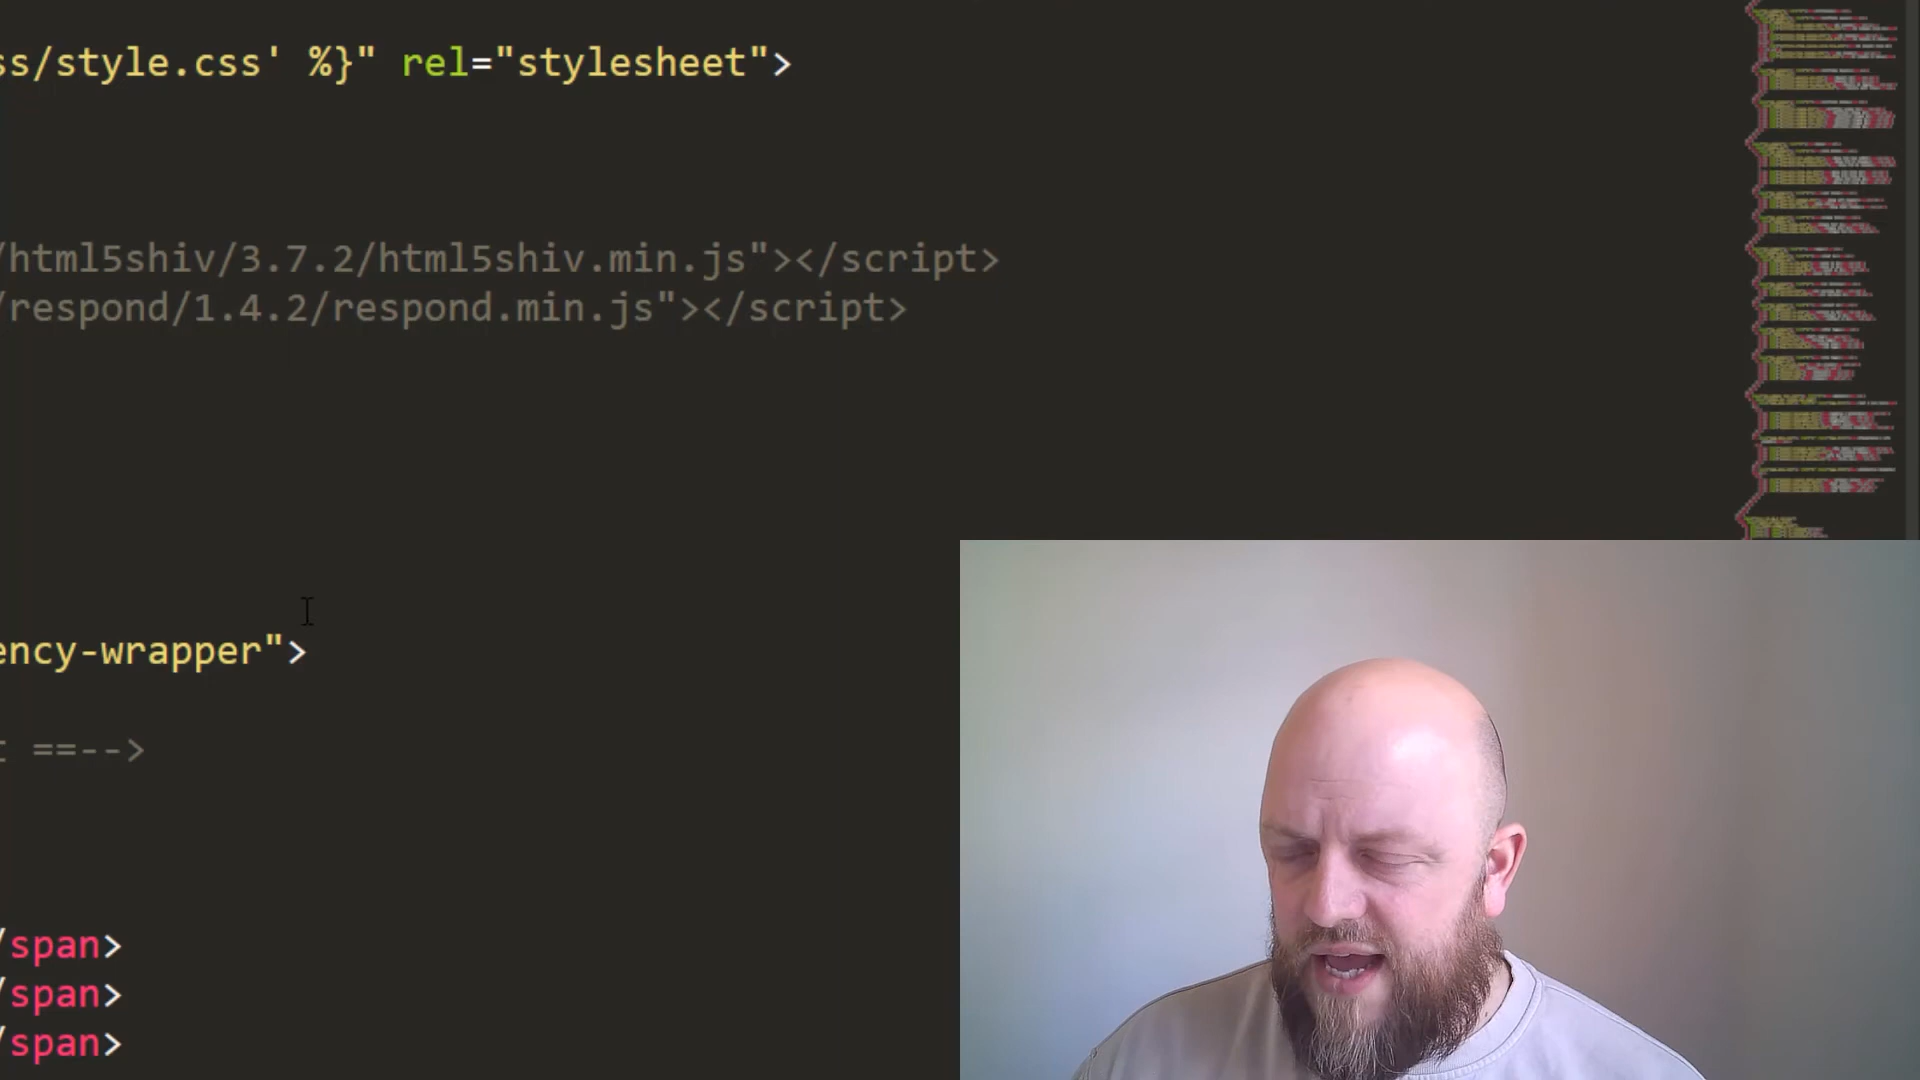 ss/style.css' %}" rel="stylesheet">
/html5shiv/3.7.2/html5shiv.min.js"></script>
/respond/1.4.2/respond.min.js"></script>
ency-wrapper">
==-->
/span>
/span>
/span>